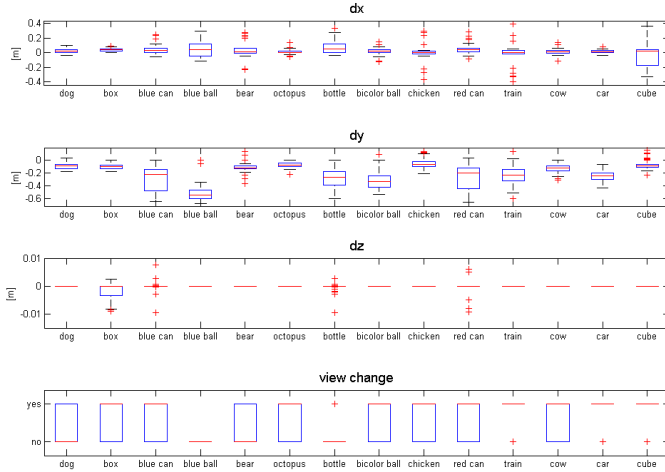 dx
0.4
0.2
0
-0.2
-0.4
[m]
dog box blue can blue ball bear octopus bottle bicolor ball chicken red can train cow car cube
dy
0
-0.2
-0.4
-0.6
[m]
dog box blue can blue ball bear octopus bottle bicolor ball chicken red can train cow car cube
dz
0.01
0
-0.01
[m]
dog box blue can blue ball bear octopus bottle bicolor ball chicken red can train cow car cube
view change
yes
no
dog box blue can blue ball bear octopus bottle bicolor ball chicken red can train cow car cube